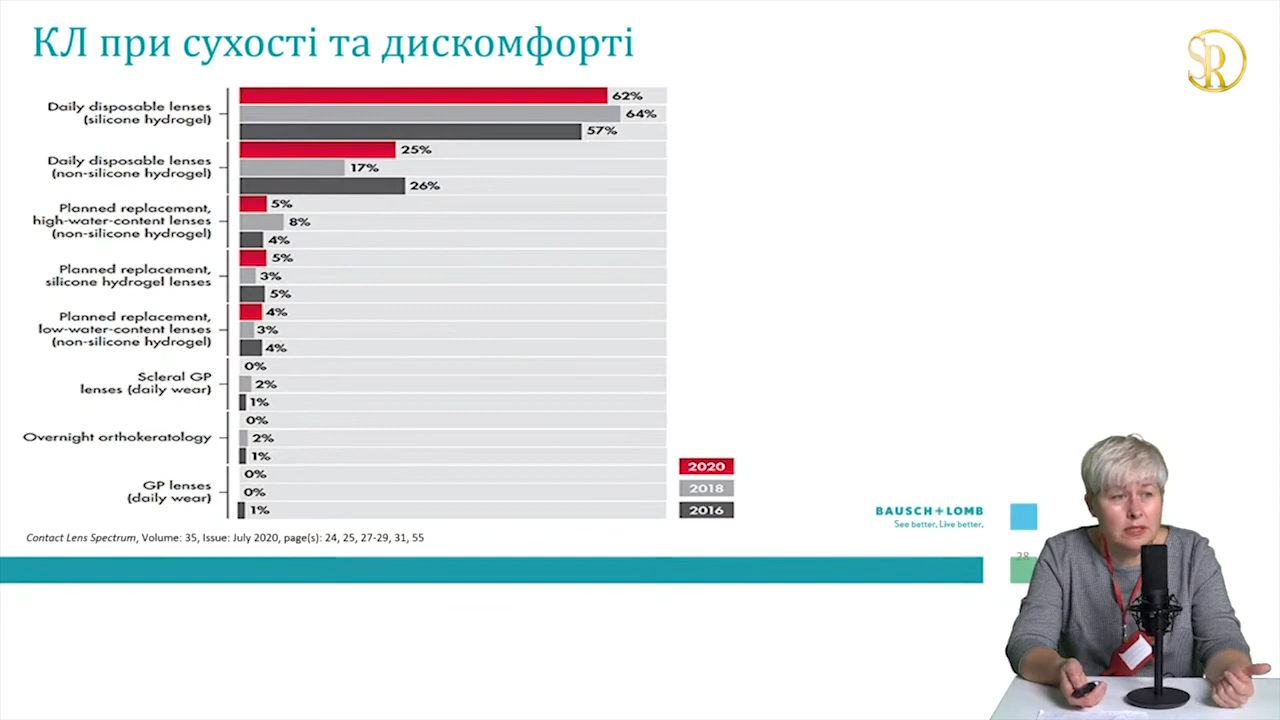 КЛ при сухості та дискомфорті
SR
Daily disposable lenses
(silicone hydrogel)
62%
64%
57%
Daily disposable lenses
(non-silicone hydrogel)
25%
17%
26%
Planned replacement,
high-water-content lenses
(non-silicone hydrogel)
5%
8%
4%
Planned replacement,
silicone hydrogel lenses
5%
3%
5%
Planned replacement,
low-water-content lenses
(non-silicone hydrogel)
4%
3%
4%
Scleral GP
lenses (daily wear)
0%
2%
1%
Overnight orthokeratology
0%
2%
1%
GP lenses
(daily wear)
0%
0%
1%
2020
2018
2016
BAUSCH+LOMB
See better. Live better.
Contact Lens Spectrum, Volume: 35, Issue: July 2020, page(s): 24, 25, 27-29, 31, 55
28